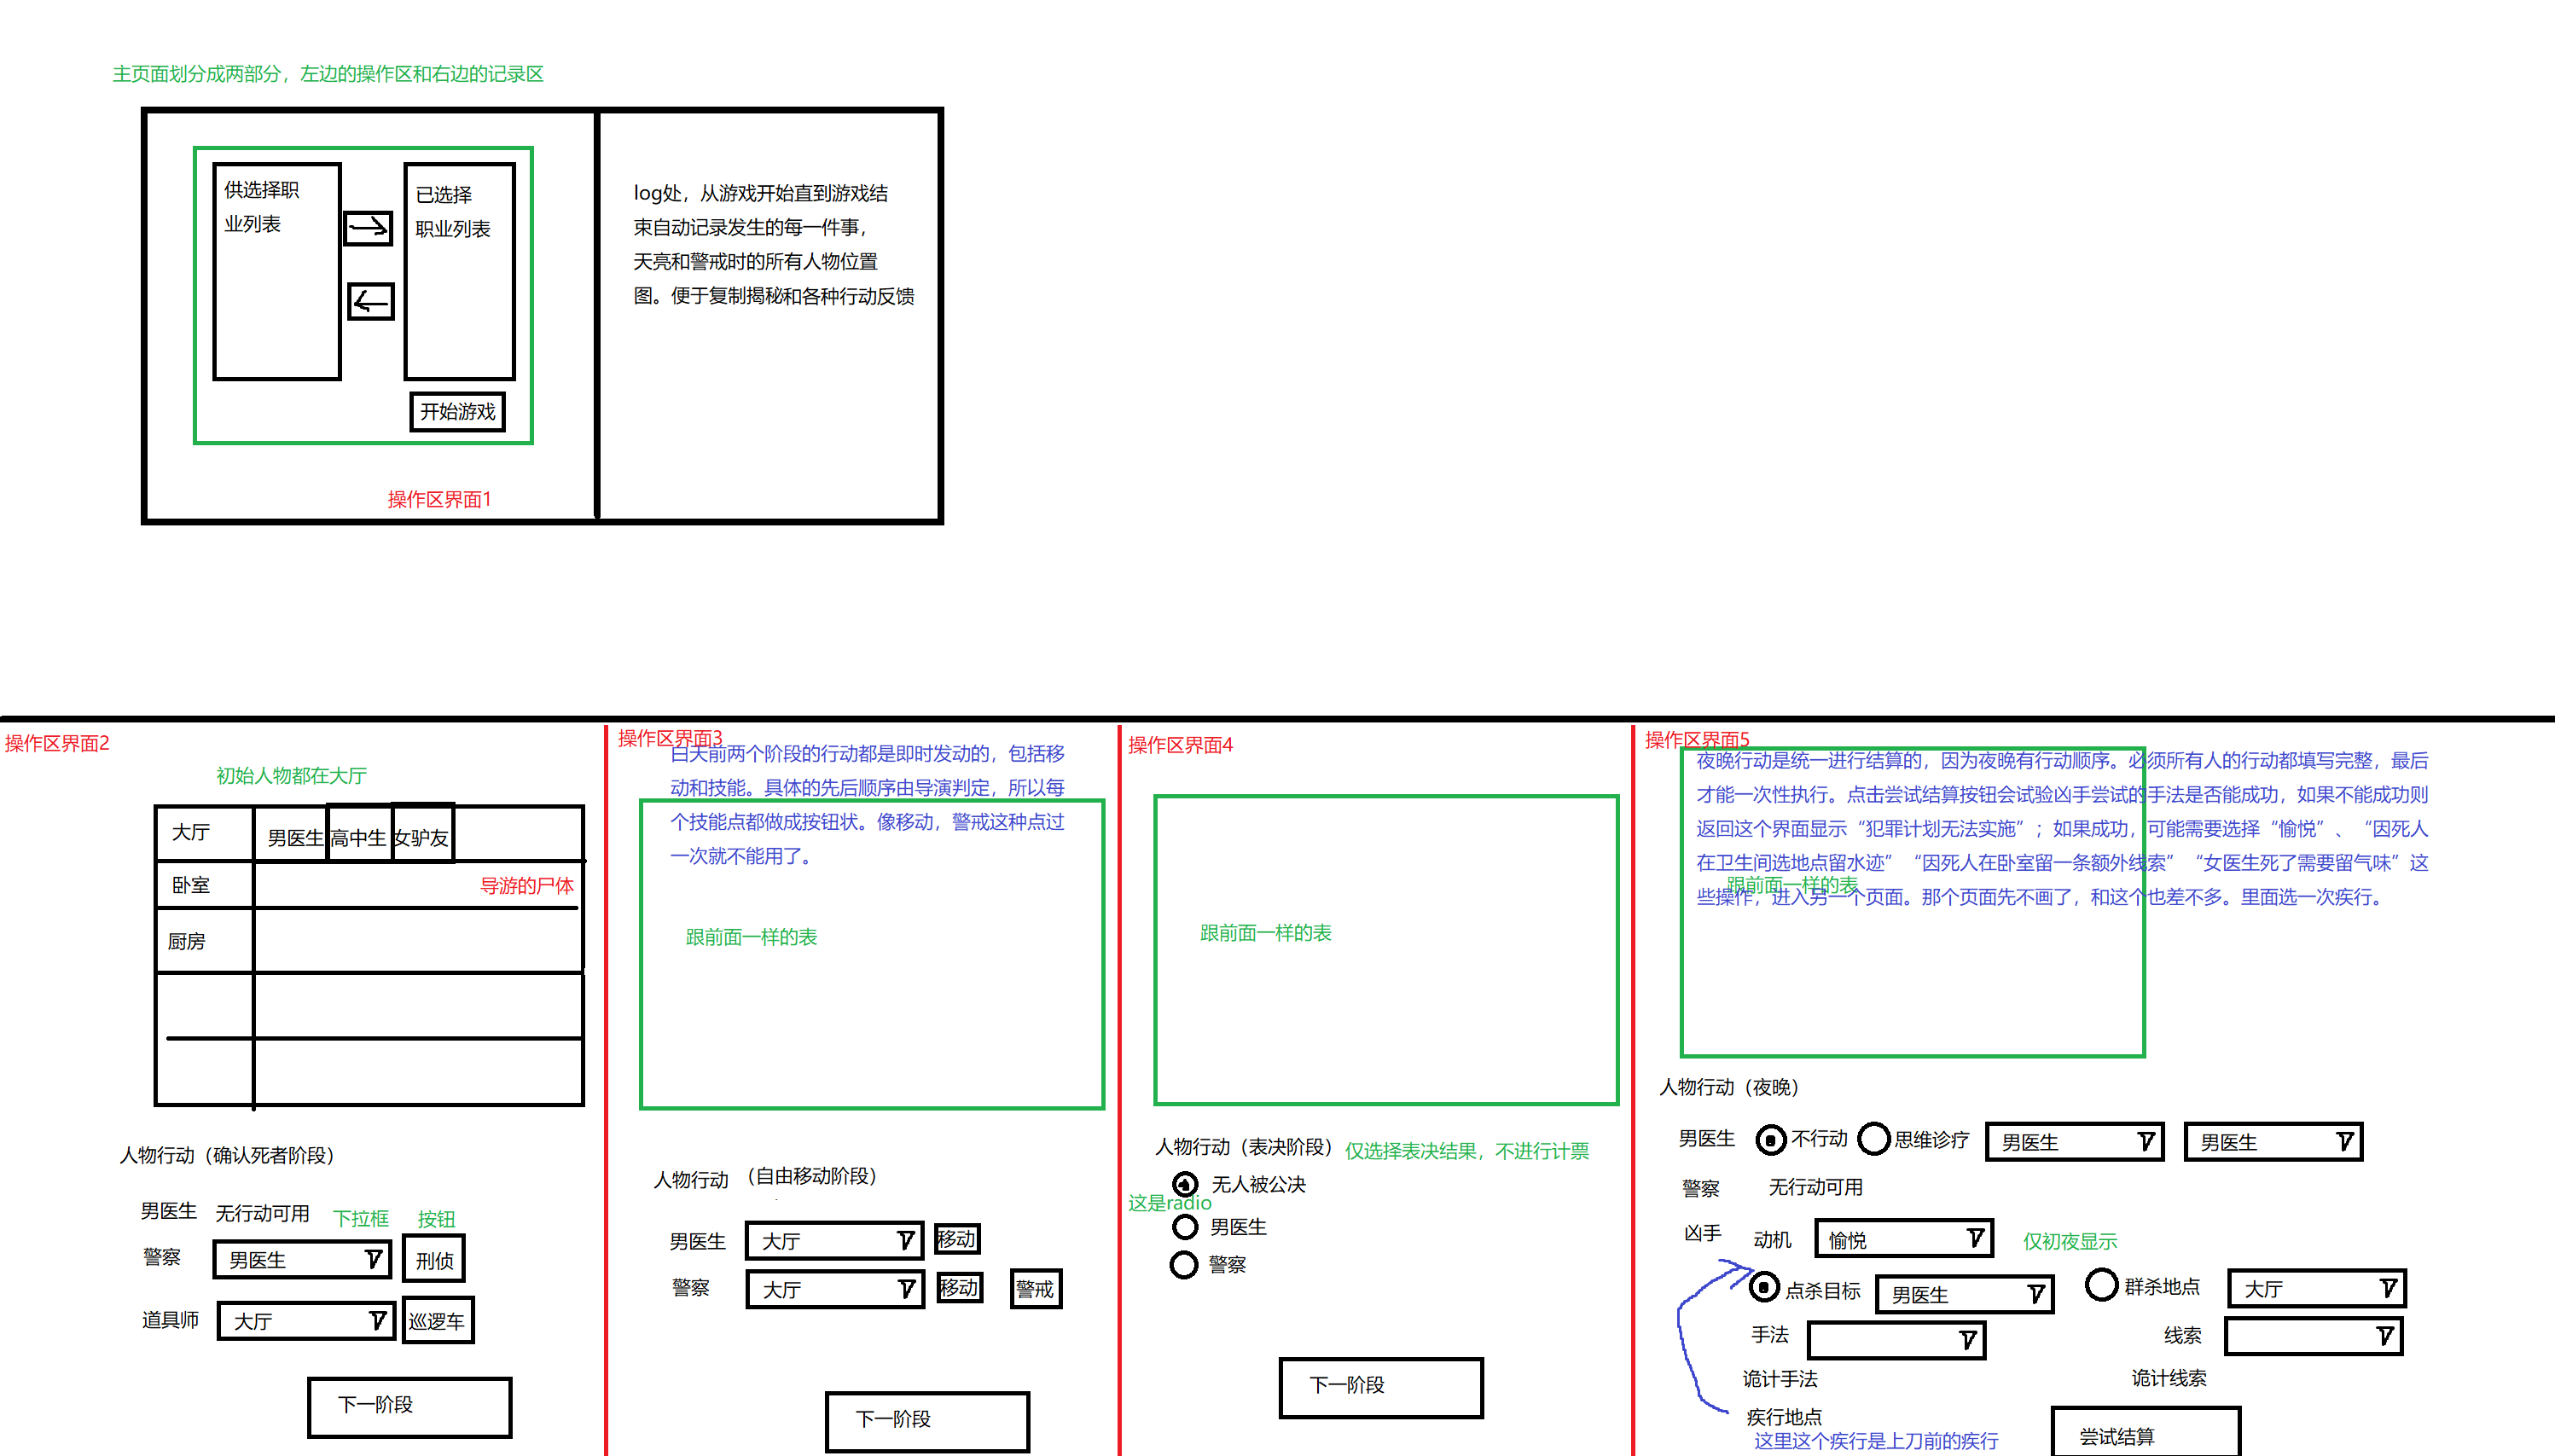 主页面划分成两部分，左边的操作区和右边的记录区
供选择职
业列表
已选择
职业列表
开始游戏
操作区界面1
log处，从游戏开始直到游戏结
束自动记录发生的每一件事，
天亮和警戒时的所有人物位置
图。便于复制揭秘和各种行动反馈
操作区界面2
初始人物都在大厅
大厅
男医生
高中生
女驴友
卧室
导游的尸体
厨房
人物行动（确认死者阶段）
男医生
无行动可用
下拉框
按钮
警察
男医生
刑侦
道具师
大厅
巡逻车
下一阶段
操作区界面3
白天前两个阶段的行动都是即时发动的，包括移
动和技能。具体的先后顺序由导演判定，所以每
个技能点都做成按钮状。像移动，警戒这种点过
一次就不能用了。
跟前面一样的表
人物行动
（自由移动阶段）
男医生
大厅
移动
警察
大厅
移动
警戒
下一阶段
操作区界面4
跟前面一样的表
人物行动（表决阶段）
仅选择表决结果，不进行计票
无人被公决
这是radio
男医生
警察
下一阶段
操作区界面5
夜晚行动是统一进行结算的，因为夜晚有行动顺序。必须所有人的行动都填写完整，最后
才能一次性执行。点击尝试结算按钮会试验凶手尝试的手法是否能成功，如果不能成功则
返回这个界面显示“犯罪计划无法实施”；如果成功，可能需要选择“愉悦”、“因死人
在卫生间选地点留水迹”“因死人在卧室留一条额外线索”“女医生死了需要留气味”这
些操作，进入另一个页面。那个页面先不画了，和这个也差不多。里面选一次疾行。
跟前面一样的表
人物行动（夜晚）
男医生
不行动
思维诊疗
男医生
男医生
警察
无行动可用
凶手
动机
愉悦
仅初夜显示
点杀目标
男医生
群杀地点
大厅
手法
线索
诡计手法
诡计线索
疾行地点
这里这个疾行是上刀前的疾行
尝试结算